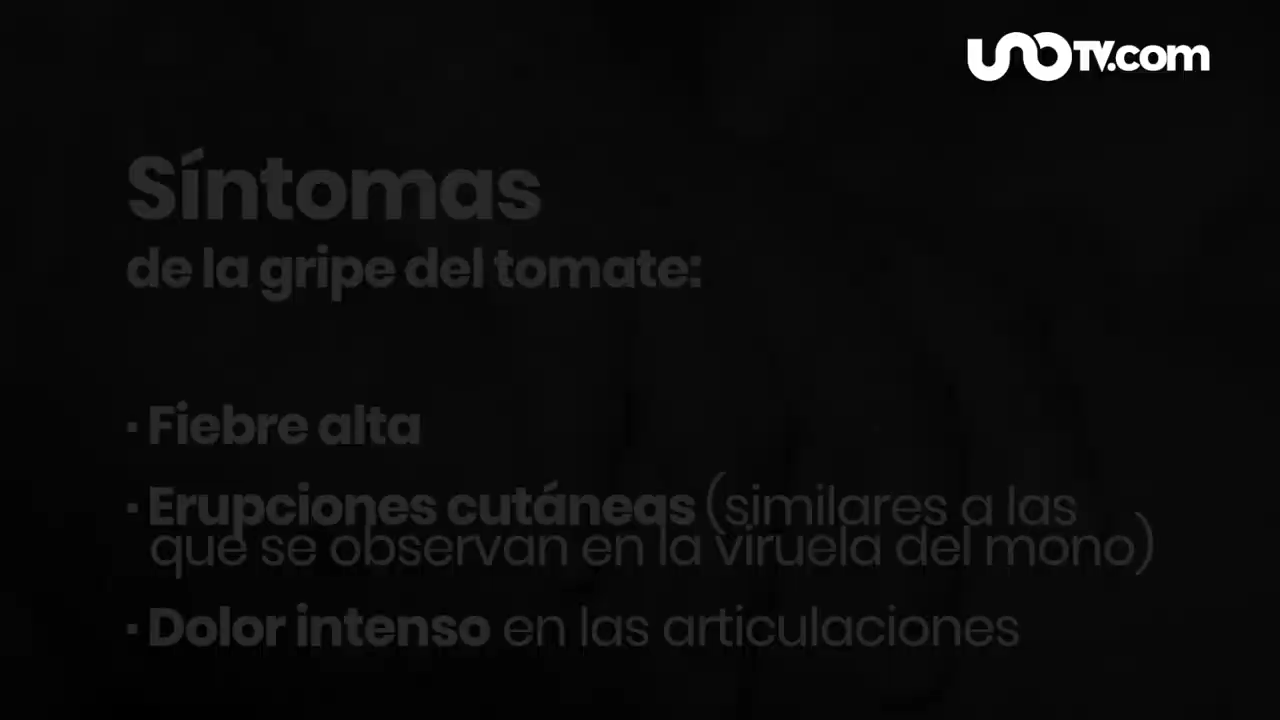 UNOTV.com
Síntomas
de la gripe del tomate:
· Fiebre alta
· Erupciones cutáneas (similares a las
que se observan en la viruela del mono)
· Dolor intenso en las articulaciones